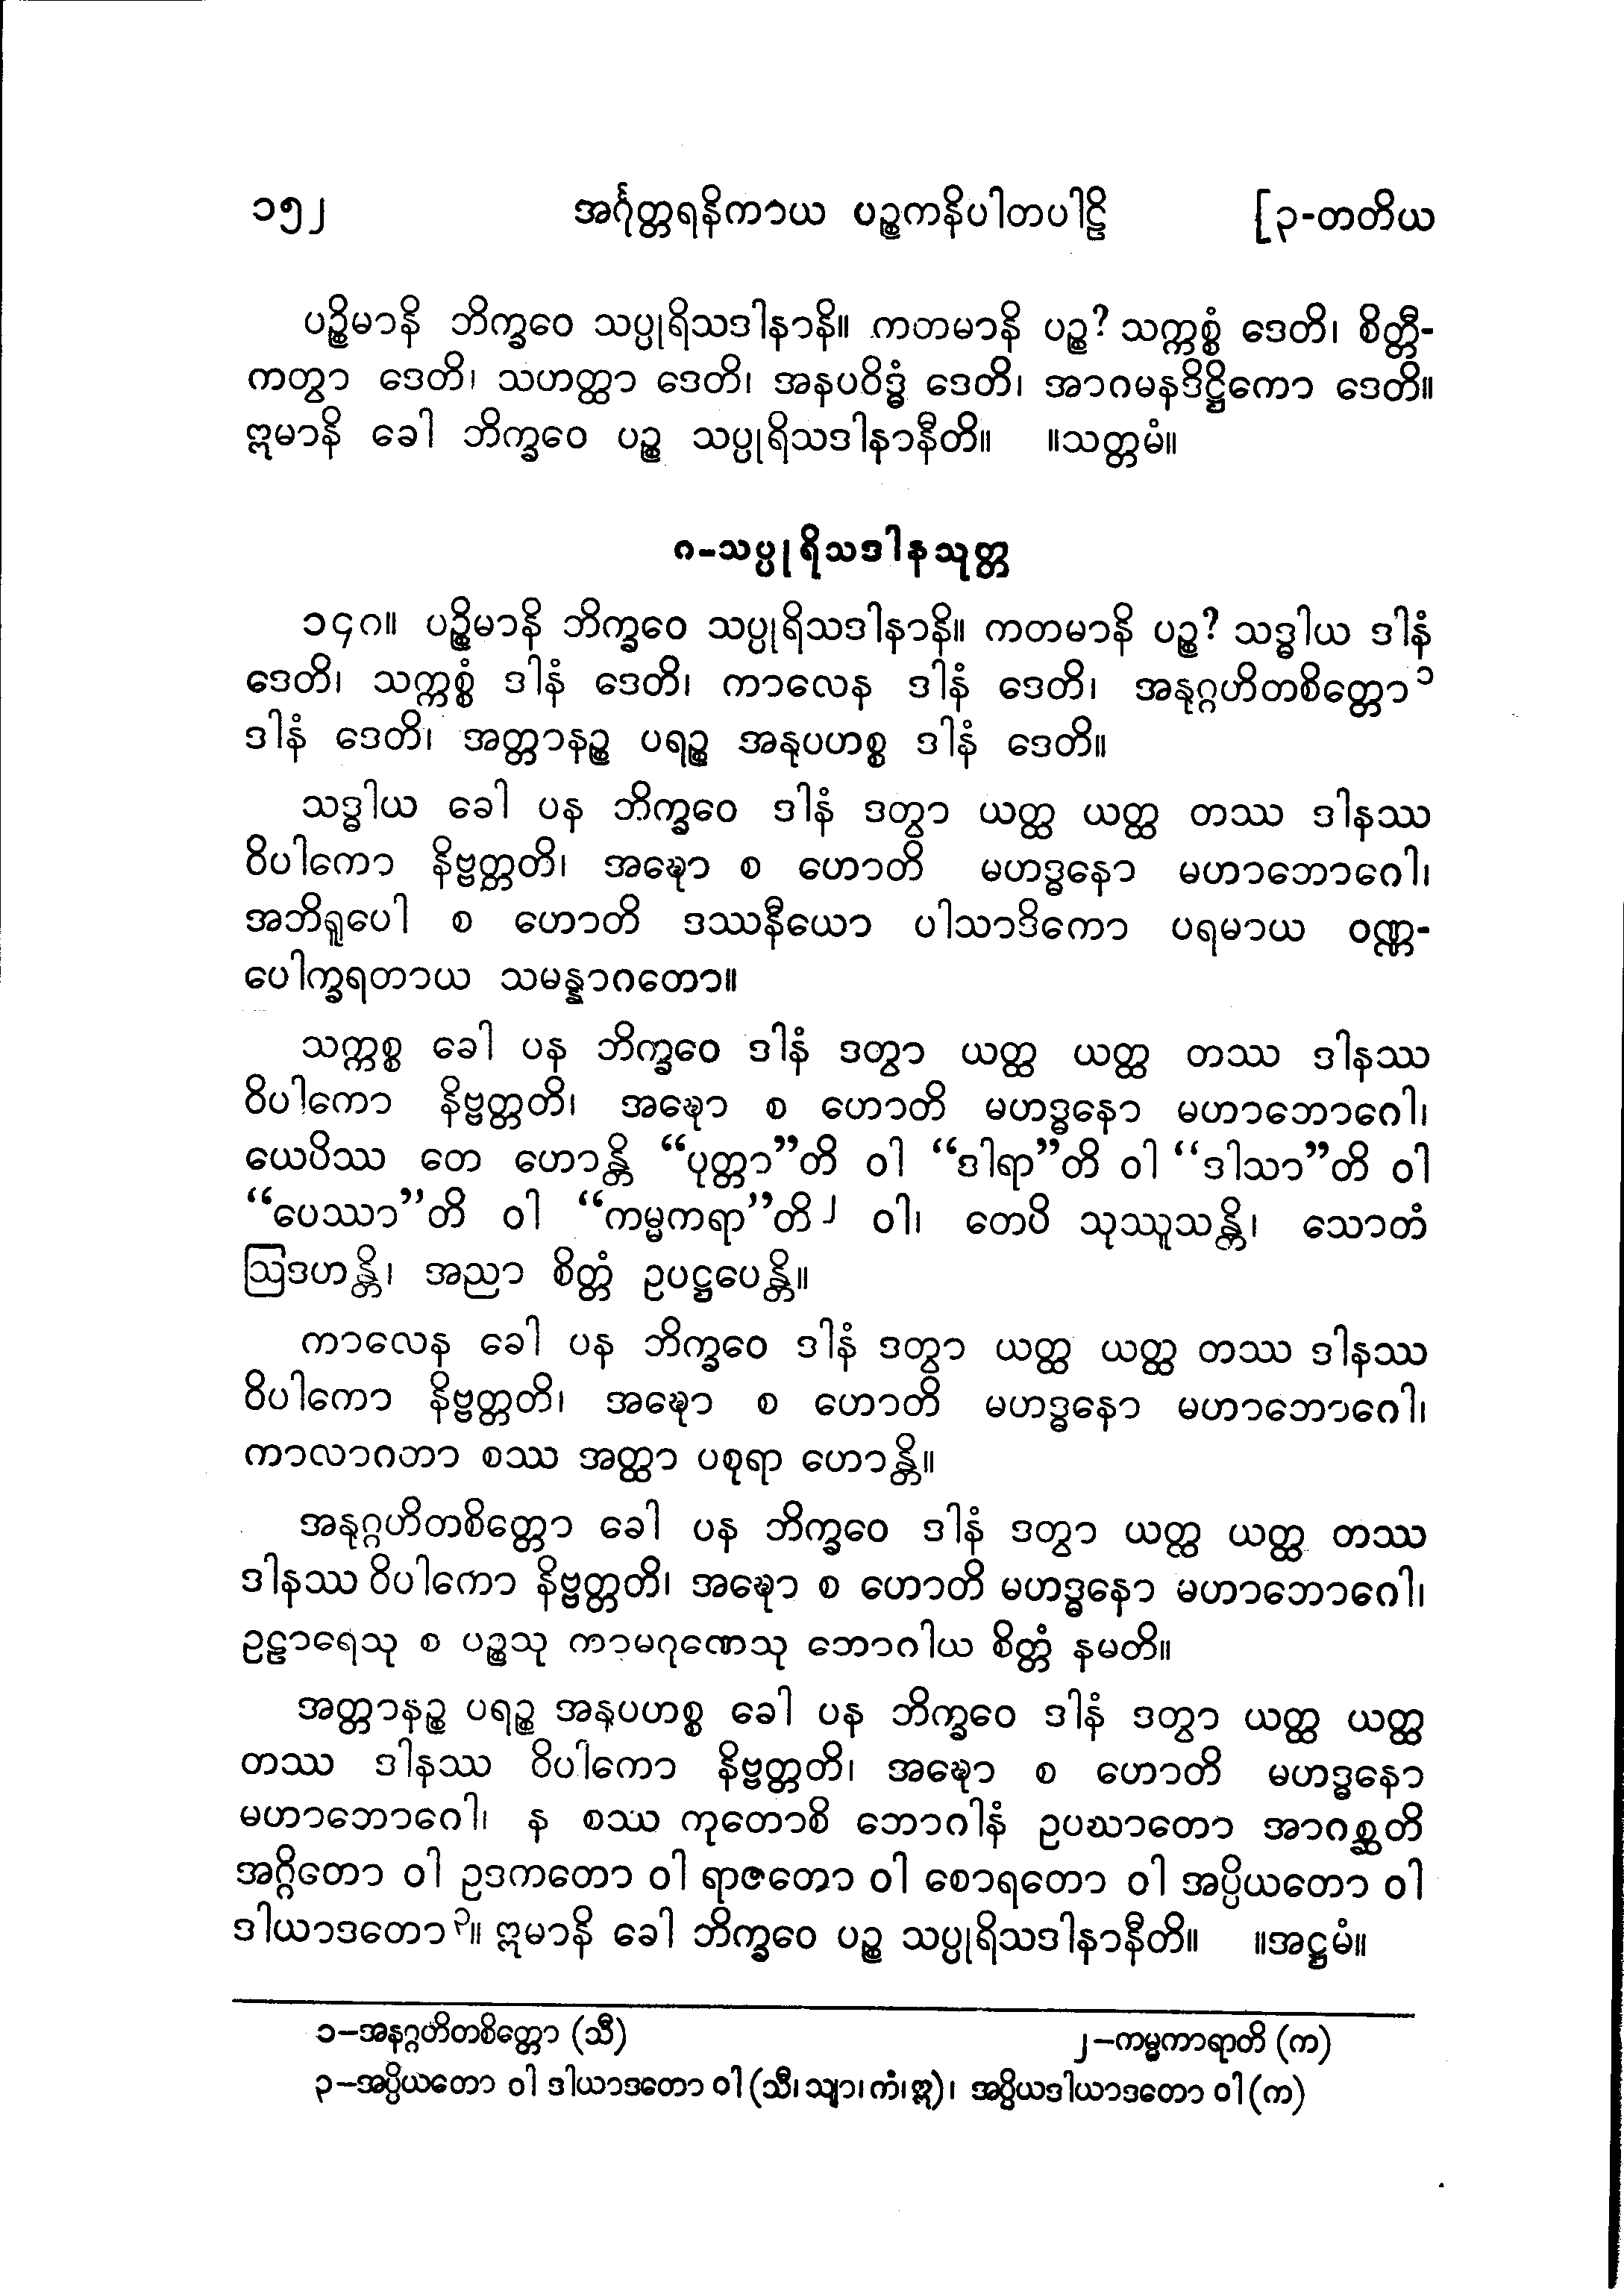 ၁၅၂ အင်္ဂုတ္တရနိကာယ ပဉ္စကနိပါတပါဠိ [၃-တတိယ
ပဉ္စိမာနိ ဘိက္ခဝေ သပ္ပုရိသဒါနာနိ။ ကတမာနိ ပဉ္စ? သက္ကစ္စံ ဒေတိ၊ စိတ္တီ-
ကတွာ ဒေတိ၊ သဟတ္ထာ ဒေတိ၊ အနပဝိဒ္ဓံ ဒေတိ၊ အာဂမနဒိဋ္ဌိကော ဒေတိ။
ဣမာနိ ခေါ ဘိက္ခဝေ ပဉ္စ သပ္ပုရိသဒါနာနီတိ။ ။သတ္တမံ။
၈-သပ္ပုရိသဒါနသုတ္တ
၁၄၈။ ပဉ္စိမာနိ ဘိက္ခဝေ သပ္ပုရိသဒါနာနိ။ ကတမာနိ ပဉ္စ? သဒ္ဓါယ ဒါနံ
ဒေတိ၊ သက္ကစ္စံ ဒါနံ ဒေတိ၊ ကာလေန ဒါနံ ဒေတိ၊ အနုဂ္ဂဟိတစိတ္တော ၁
ဒါနံ ဒေတိ၊ အတ္တာနဉ္စ ပရဉ္စ အနုပဟစ္စ ဒါနံ ဒေတိ။
သဒ္ဓါယ ခေါ ပန ဘိက္ခဝေ ဒါနံ ဒတွာ ယတ္ထ ယတ္ထ တဿ ဒါနဿ
ဝိပါကော နိဗ္ဗတ္တတိ၊ အဍ္ဎော စ ဟောတိ မဟဒ္ဓနော မဟာဘောဂေါ၊
အဘိရူပေါ စ ဟောတိ ဒဿနီယော ပါသာဒိကော ပရမာယ ဝဏ္ဏ-
ပေါက္ခရတာယ သမန္နာဂတော။
သက္ကစ္စ ခေါ ပန ဘိက္ခဝေ ဒါနံ ဒတွာ ယတ္ထ ယတ္ထ တဿ ဒါနဿ
ဝိပါကော နိဗ္ဗတ္တတိ၊ အဍ္ဎော စ ဟောတိ မဟဒ္ဓနော မဟာဘောဂေါ၊
ယေပိဿ တေ ဟောန္တိ “ပုတ္တာ”တိ ဝါ “ဒါရာ”တိ ဝါ “ဒါသာ”တိ ဝါ
“ပေဿာ”တိ ဝါ “ကမ္မကရာ”တိ ၂ ဝါ၊ တေပိ သုဿူသန္တိ၊ သောတံ
ဩဒဟန္တိ၊ အညာ စိတ္တံ ဥပဋ္ဌပေန္တိ။
ကာလေန ခေါ ပန ဘိက္ခဝေ ဒါနံ ဒတွာ ယတ္ထ ယတ္ထ တဿ ဒါနဿ
ဝိပါကော နိဗ္ဗတ္တတိ၊ အဍ္ဎော စ ဟောတိ မဟဒ္ဓနော မဟာဘောဂေါ၊
ကာလာဂတာ စဿ အတ္ထာ ပစုရာ ဟောန္တိ။
အနုဂ္ဂဟိတစိတ္တော ခေါ ပန ဘိက္ခဝေ ဒါနံ ဒတွာ ယတ္ထ ယတ္ထ တဿ
ဒါနဿ ဝိပါကော နိဗ္ဗတ္တတိ၊ အဍ္ဎော စ ဟောတိ မဟဒ္ဓနော မဟာဘောဂေါ၊
ဥဠာရေသု စ ပဉ္စသု ကာမဂုဏေသု ဘောဂါယ စိတ္တံ နမတိ။
အတ္တာနဉ္စ ပရဉ္စ အနုပဟစ္စ ခေါ ပန ဘိက္ခဝေ ဒါနံ ဒတွာ ယတ္ထ ယတ္ထ
တဿ ဒါနဿ ဝိပါကော နိဗ္ဗတ္တတိ၊ အဍ္ဎော စ ဟောတိ မဟဒ္ဓနော
မဟာဘောဂေါ၊ န စဿ ကုတောစိ ဘောဂါနံ ဥပဃာတော အာဂစ္ဆတိ
အဂ္ဂိတော ဝါ ဥဒကတော ဝါ ရာဇတော ဝါ စောရတော ဝါ အပ္ပိယတော ဝါ
ဒါယာဒတော ၃။ ဣမာနိ ခေါ ဘိက္ခဝေ ပဉ္စ သပ္ပုရိသဒါနာနီတိ။ ။အဋ္ဌမံ။
၁–အနဂ္ဂဟိတစိတ္တော (သီ) ၂–ကမ္မကာရာတိ (က)
၃–အပ္ပိယတော ဝါ ဒါယာဒတော ဝါ (သီ၊ သျာ၊ ကံ၊ ဣ)၊ အပ္ပိယဒါယာဒတော ဝါ (က)